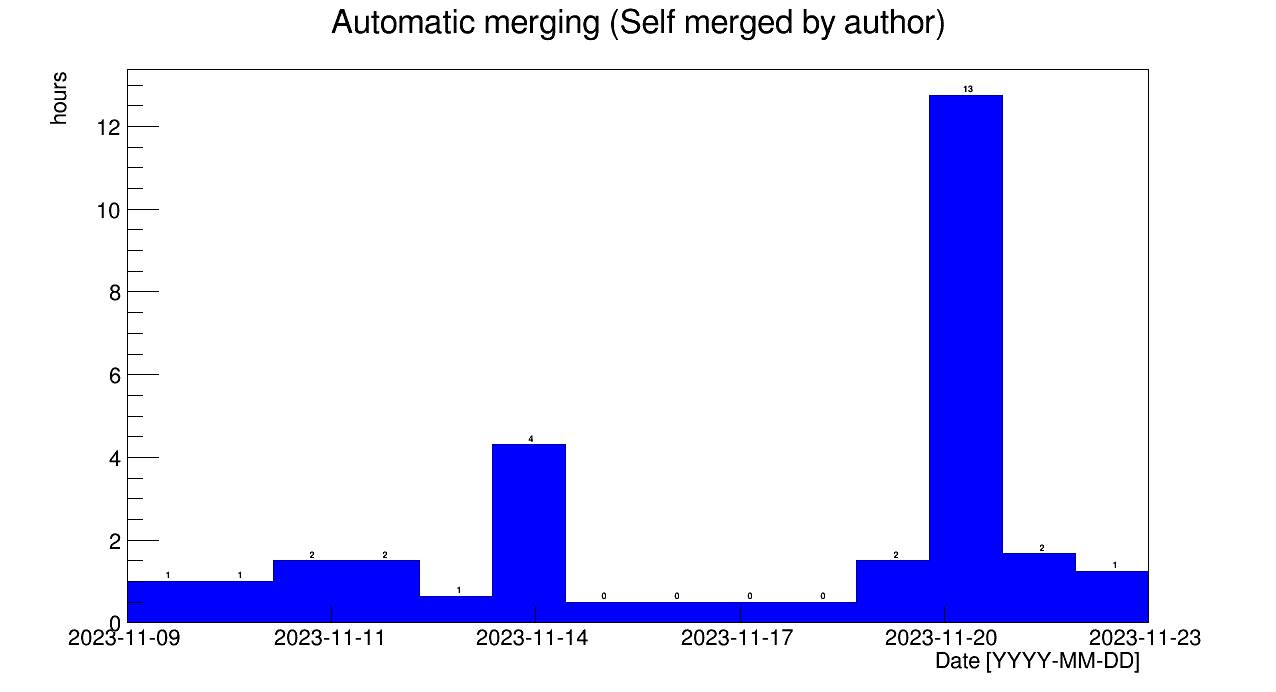 Automatic merging (Self merged by author)
hours
12
10
8
6
4
2
0
1 1 2 2 1 4 0 0 0 0 2 13 2 1
2023-11-09 2023-11-11 2023-11-14 2023-11-17 2023-11-20 2023-11-23
Date [YYYY-MM-DD]